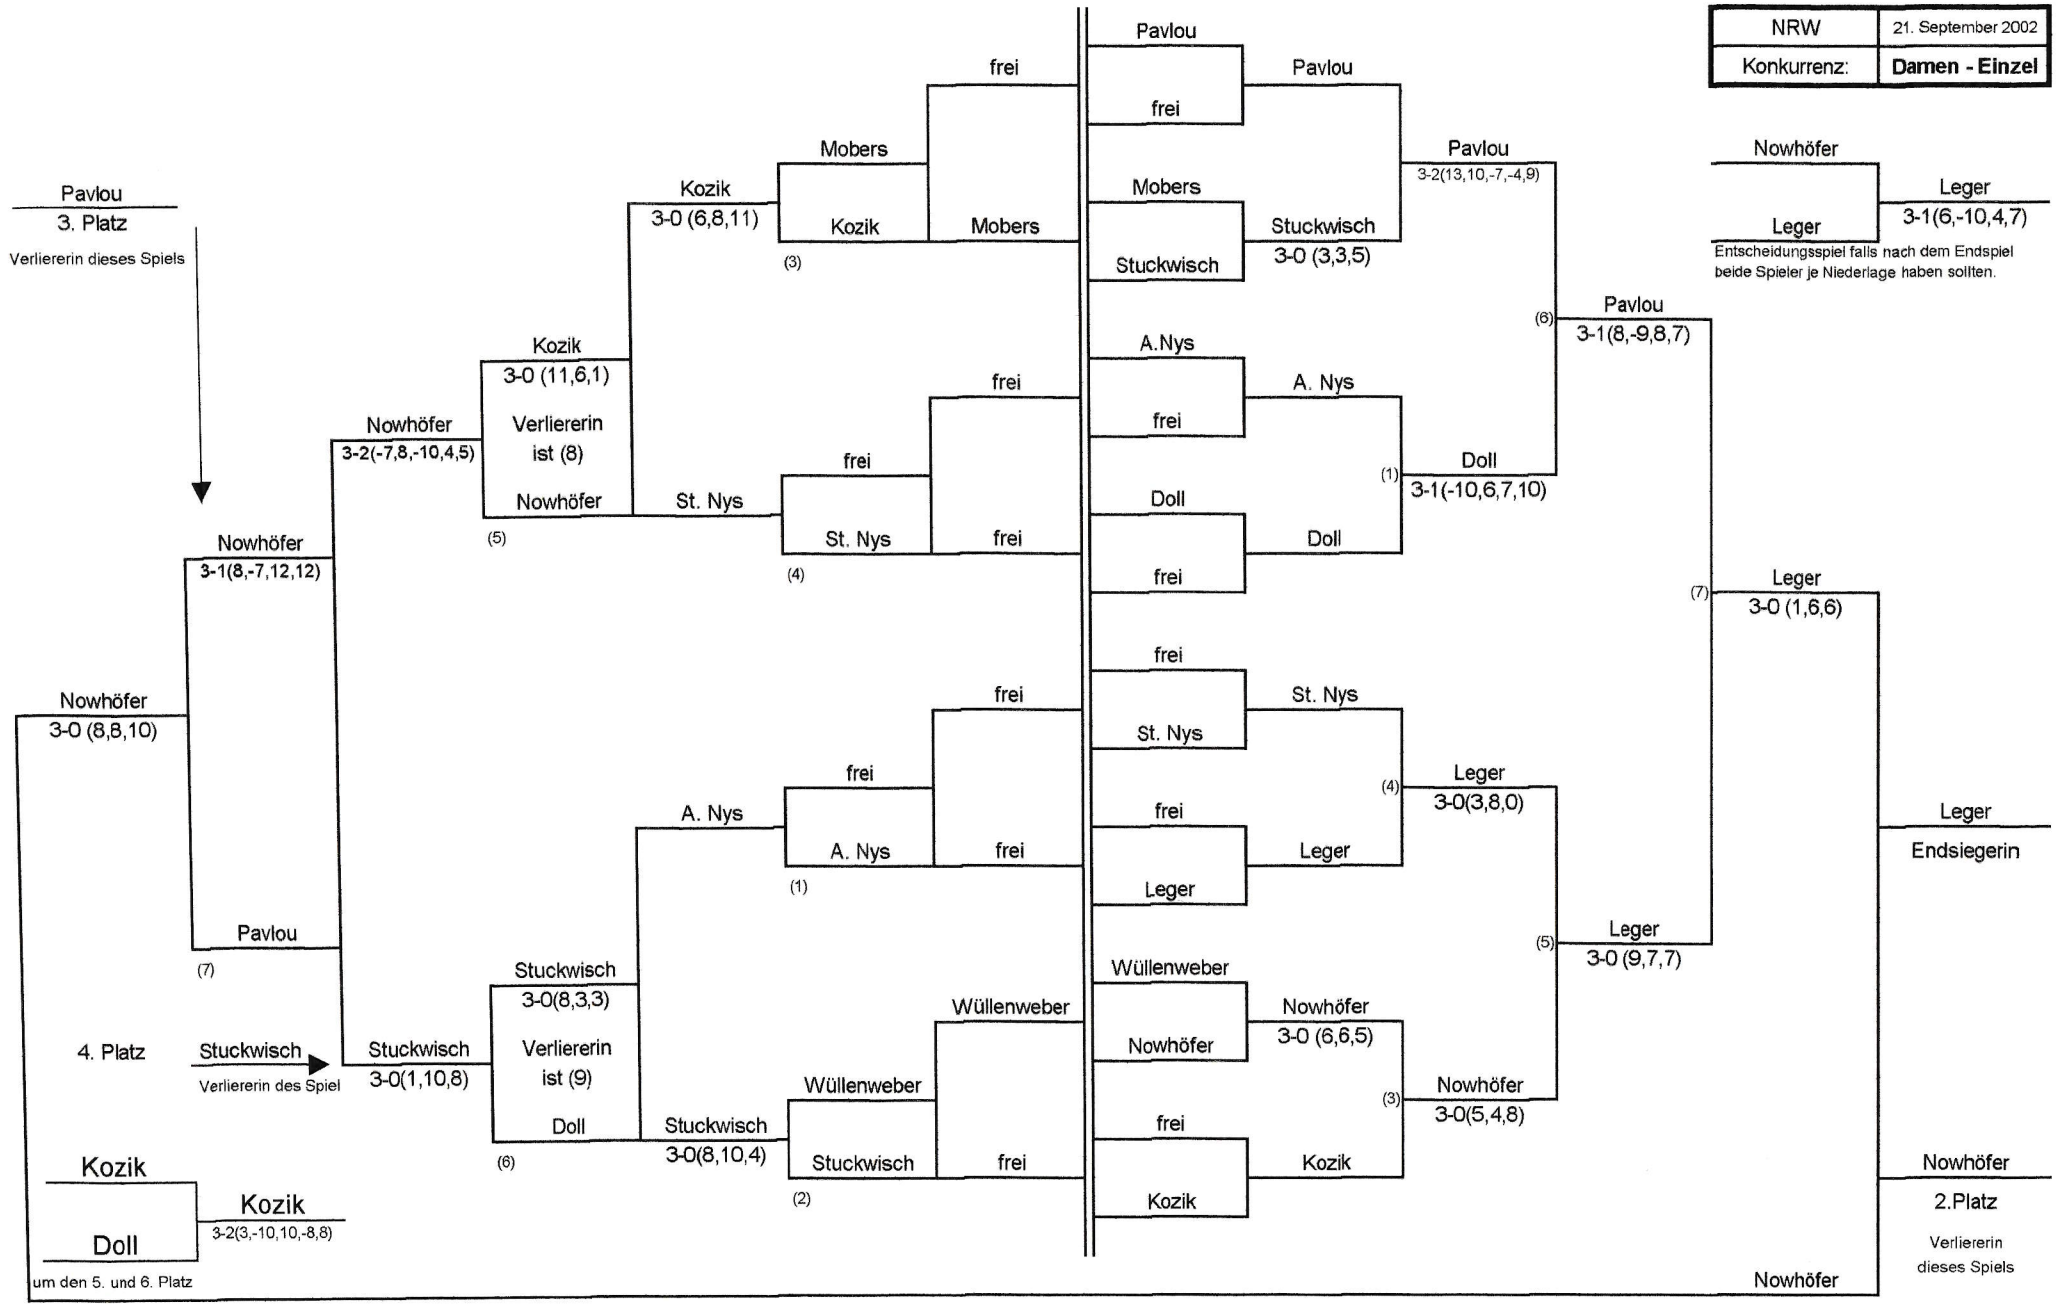 NRW
21. September 2002
Konkurrenz:
Damen - Einzel
Pavlou
3. Platz
Verliererin dieses Spiels
Nowhöfer
3-0 (8,8,10)
Nowhöfer
3-1(8,-7,12,12)
Pavlou
(7)
4. Platz
Stuckwisch
Verliererin des Spiel
Kozik
Doll
um den 5. und 6. Platz
Kozik
3-2(3,-10,10,-8,8)
Nowhöfer
3-2(-7,8,-10,4,5)
Stuckwisch
3-0(1,10,8)
Kozik
3-0 (11,6,1)
Verliererin
ist (8)
Nowhöfer
(5)
Stuckwisch
3-0(8,3,3)
Verliererin
ist (9)
Doll
(6)
Kozik
3-0 (6,8,11)
St. Nys
A. Nys
Stuckwisch
3-0(8,10,4)
Mobers
Kozik
(3)
frei
St. Nys
(4)
frei
A. Nys
(1)
Wüllenweber
Stuckwisch
(2)
frei
Mobers
frei
frei
frei
frei
Wüllenweber
frei
Pavlou
frei
Mobers
Stuckwisch
A.Nys
frei
Doll
frei
frei
St. Nys
frei
Leger
Wüllenweber
Nowhöfer
frei
Kozik
Pavlou
Stuckwisch
3-0 (3,3,5)
A. Nys
Doll
St. Nys
Leger
Nowhöfer
3-0 (6,6,5)
Kozik
Pavlou
3-2(13,10,-7,-4,9)
(1)
Doll
3-1(-10,6,7,10)
(4)
Leger
3-0(3,8,0)
(3)
Nowhöfer
3-0(5,4,8)
(6)
Pavlou
3-1(8,-9,8,7)
(5)
Leger
3-0 (9,7,7)
(7)
Leger
3-0 (1,6,6)
Nowhöfer
Nowhöfer
Leger
Leger
3-1(6,-10,4,7)
Entscheidungsspiel falls nach dem Endspiel
beide Spieler je Niederlage haben sollten.
Leger
Endsiegerin
Nowhöfer
2.Platz
Verliererin
dieses Spiels